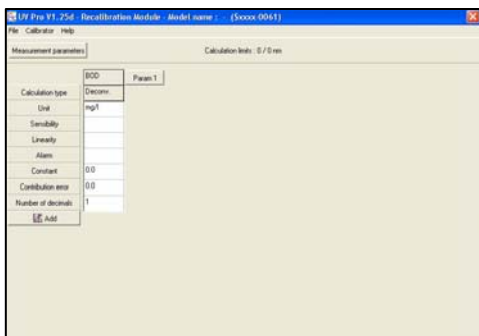 UV Pro V1.25d - Recalibration Module - Model name : - (Sxxxx-0061)
File Calibrator Help
Measurement parameters Calculation limits : 0 / 0 nm
BOD Param 1
Calculation type Deconv.
Unit mg/l
Sensibility
Linearity
Alarm
Constant 0.0
Contribution error 0.0
Number of decimals 1
Add